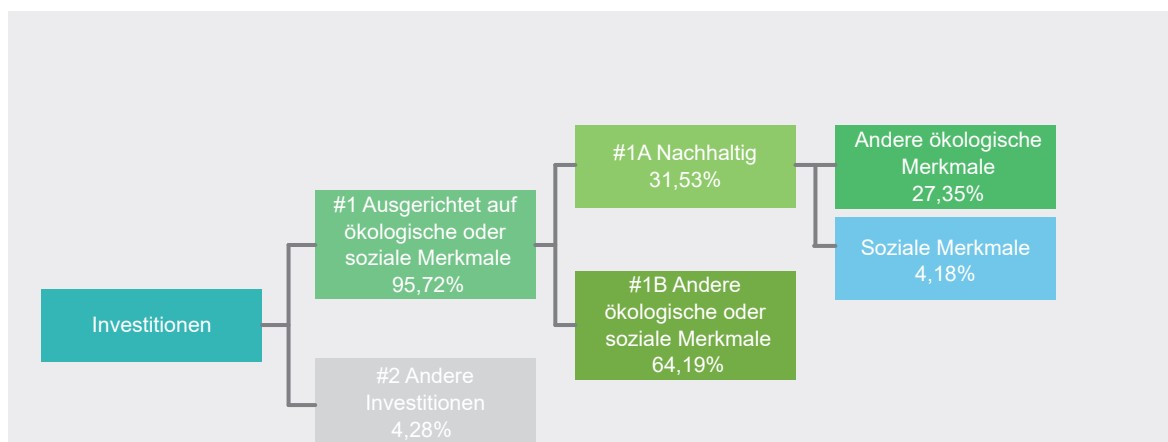 Investitionen
#1 Ausgerichtet auf
ökologische oder
soziale Merkmale
95,72%
#2 Andere
Investitionen
4,28%
#1A Nachhaltig
31,53%
#1B Andere
ökologische oder
soziale Merkmale
64,19%
Andere ökologische
Merkmale
27,35%
Soziale Merkmale
4,18%